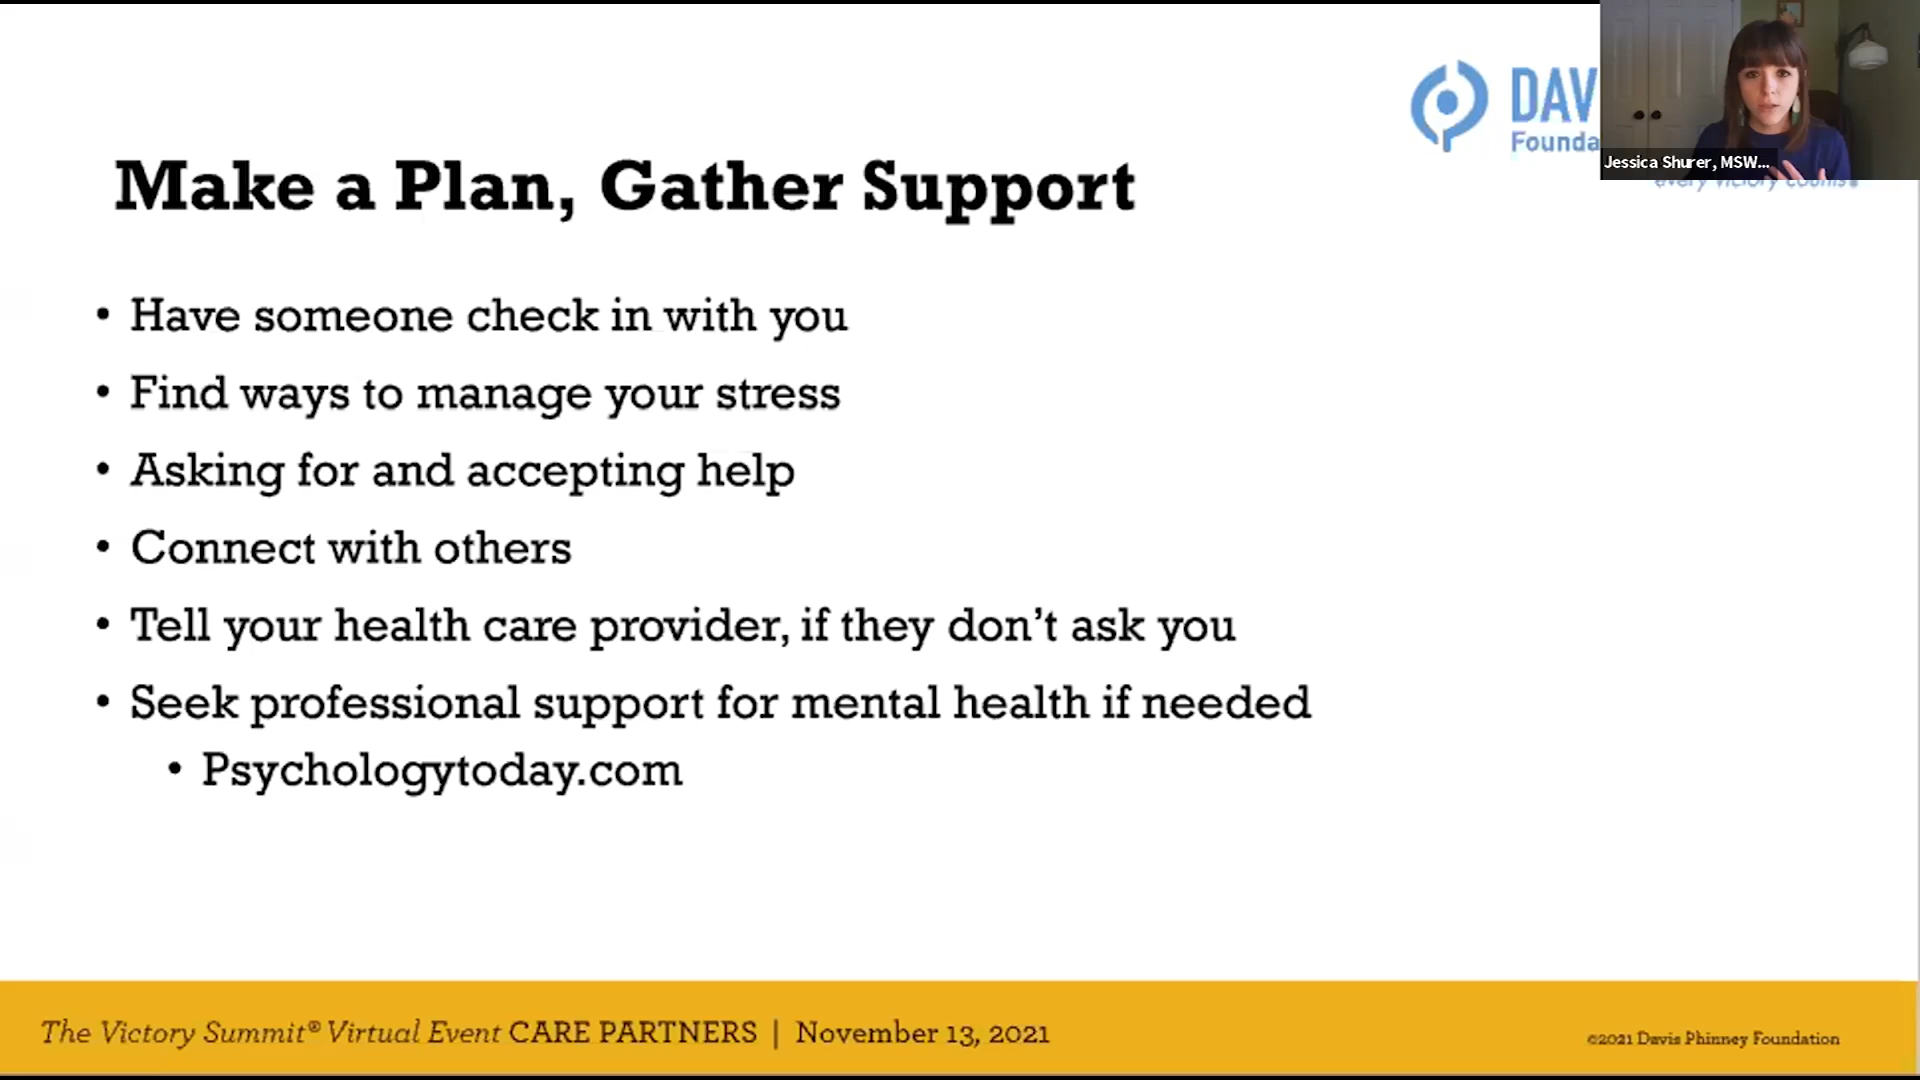 DAV
Founda
Jessica Shurer, MSW...
every victory counts®
Make a Plan, Gather Support
• Have someone check in with you
• Find ways to manage your stress
• Asking for and accepting help
• Connect with others
• Tell your health care provider, if they don't ask you
• Seek professional support for mental health if needed
• Psychologytoday.com
The Victory Summit® Virtual Event CARE PARTNERS | November 13, 2021
©2021 Davis Phinney Foundation